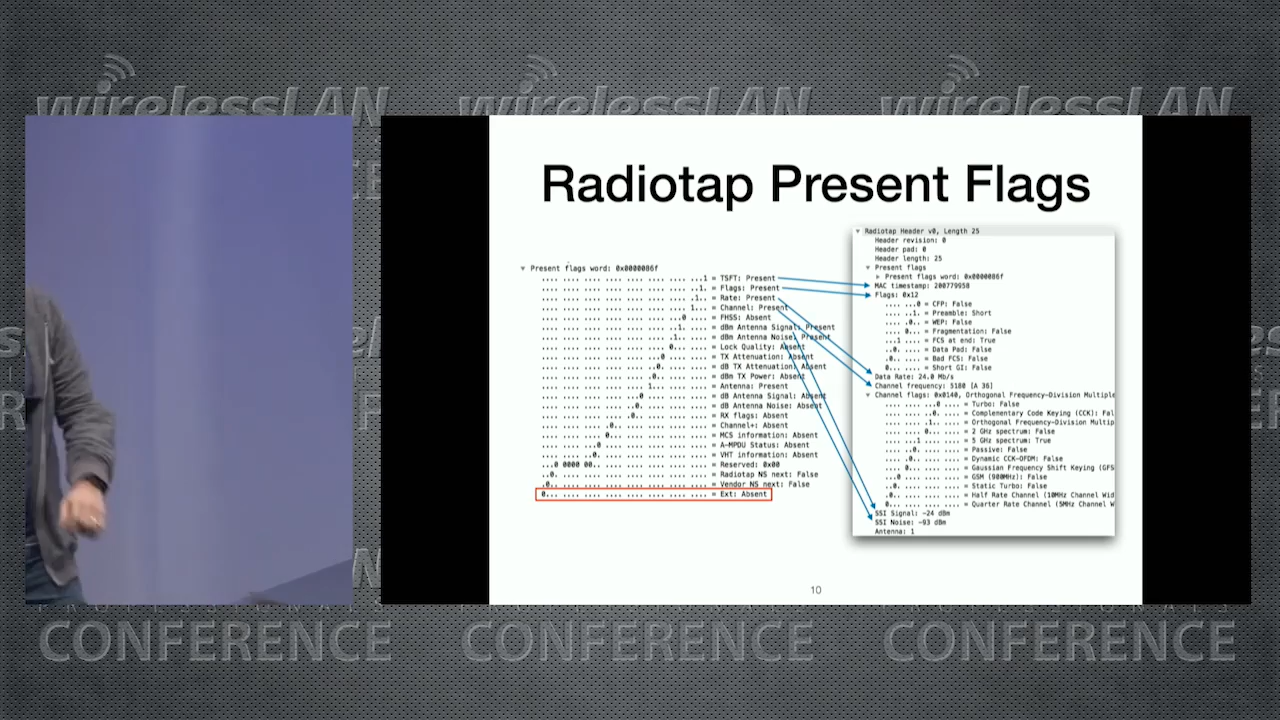 wirelessLAN wirelessLAN wirelessLAN
Radiotap Present Flags
Present flags word: 0x0000086f
.... .... .... .... .... .... .... ...1 = TSFT: Present
.... .... .... .... .... .... .... ..1. = Flags: Present
.... .... .... .... .... .... .... .1.. = Rate: Present
.... .... .... .... .... .... .... 1... = Channel: Present
.... .... .... .... .... .... ...0 .... = FHSS: Absent
.... .... .... .... .... .... ..1. .... = dBm Antenna Signal: Present
.... .... .... .... .... .... .1.. .... = dBm Antenna Noise: Present
.... .... .... .... .... .... 0... .... = Lock Quality: Absent
.... .... .... .... .... ...0 .... .... = TX Attenuation: Absent
.... .... .... .... .... ..0. .... .... = dB TX Attenuation: Absent
.... .... .... .... .... .0.. .... .... = dBm TX Power: Absent
.... .... .... .... .... 1... .... .... = Antenna: Present
.... .... .... .... ...0 .... .... .... = dB Antenna Signal: Absent
.... .... .... .... ..0. .... .... .... = dB Antenna Noise: Absent
.... .... .... .... .0.. .... .... .... = RX flags: Absent
.... .... .... .0.. .... .... .... .... = Channel+: Absent
.... .... .... 0... .... .... .... .... = MCS information: Absent
.... .... ...0 .... .... .... .... .... = A-MPDU Status: Absent
.... .... ..0. .... .... .... .... .... = VHT information: Absent
...0 0000 00.. .... .... .... .... .... = Reserved: 0x00
..0. .... .... .... .... .... .... .... = Radiotap NS next: False
.0.. .... .... .... .... .... .... .... = Vendor NS next: False
0... .... .... .... .... .... .... .... = Ext: Absent
Radiotap Header v0, Length 25
Header revision: 0
Header pad: 0
Header length: 25
Present flags
Present flags word: 0x0000086f
MAC timestamp: 200779958
Flags: 0x12
.... ...0 = CFP: False
.... ..1. = Preamble: Short
.... .0.. = WEP: False
.... 0... = Fragmentation: False
...1 .... = FCS at end: True
..0. .... = Data Pad: False
.0.. .... = Bad FCS: False
0... .... = Short GI: False
Data Rate: 24.0 Mb/s
Channel frequency: 5180 [A 36]
Channel flags: 0x0140, Orthogonal Frequency-Division Multiple
.... .... ...0 .... = Turbo: False
.... .... ..0. .... = Complementary Code Keying (CCK): Fal
.... .... .1.. .... = Orthogonal Frequency-Division Multip
.... .... 0... .... = 2 GHz spectrum: False
.... ...1 .... .... = 5 GHz spectrum: True
.... ..0. .... .... = Passive: False
.... .0.. .... .... = Dynamic CCK-OFDM: False
.... 0... .... .... = Gaussian Frequency Shift Keying (GFS
...0 .... .... .... = GSM (900MHz): False
..0. .... .... .... = Static Turbo: False
.0.. .... .... .... = Half Rate Channel (10MHz Channel Wid
0... .... .... .... = Quarter Rate Channel (5MHz Channel W
SSI Signal: -24 dBm
SSI Noise: -93 dBm
Antenna: 1
10
CONFERENCE CONFERENCE CONFERENCE